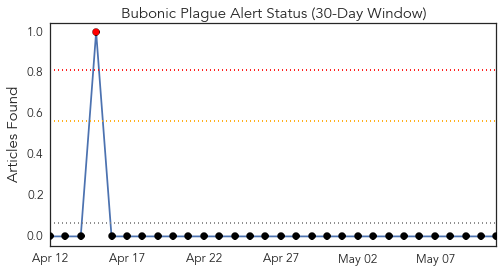 Bubonic Plague Alert Status (30-Day Window)
Articles Found
1.0
0.8
0.6
0.4
0.2
0.0
Apr 12 Apr 17 Apr 22 Apr 27 May 02 May 07